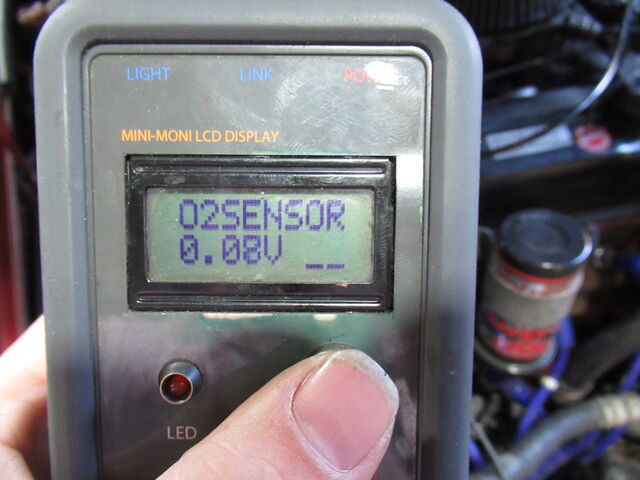 LIGHT LINK POWER
MINI-MONI LCD DISPLAY
O2SENSOR
0.08V __
LED